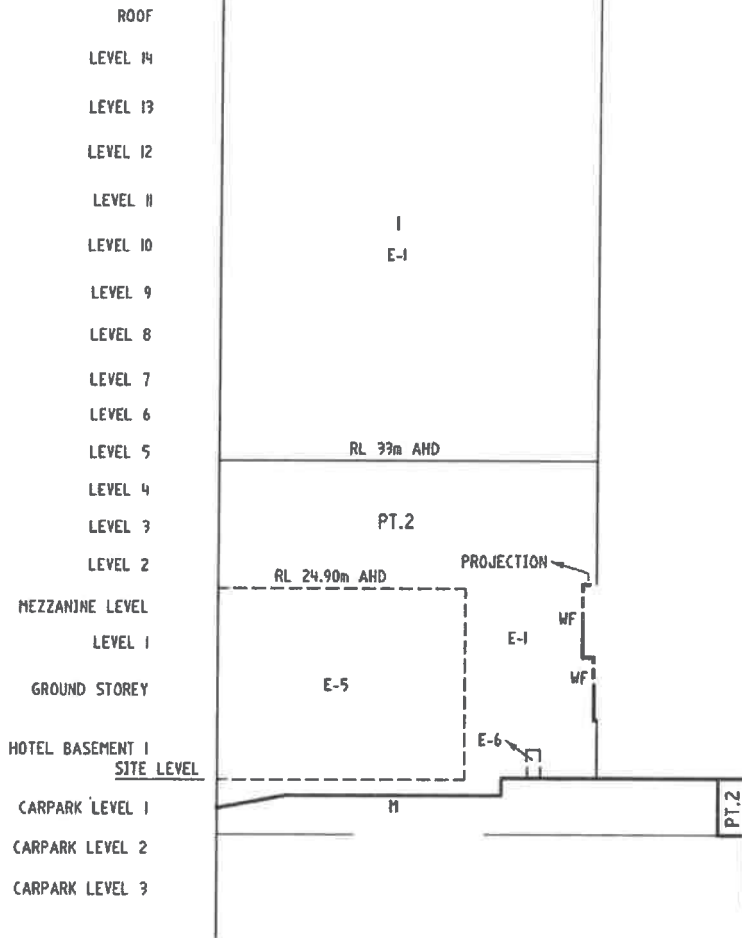 ROOF
LEVEL 14
LEVEL 13
LEVEL 12
LEVEL 11
I
LEVEL 10
E-1
LEVEL 9
LEVEL 8
LEVEL 7
LEVEL 6
LEVEL 5
RL 33m AHD
LEVEL 4
LEVEL 3
PT.2
LEVEL 2
PROJECTION
RL 24.90m AHD
MEZZANINE LEVEL
WF
LEVEL 1
E-1
WF
GROUND STOREY
E-5
HOTEL BASEMENT 1
E-6
SITE LEVEL
CARPARK LEVEL 1
M
PT.2
CARPARK LEVEL 2
CARPARK LEVEL 3